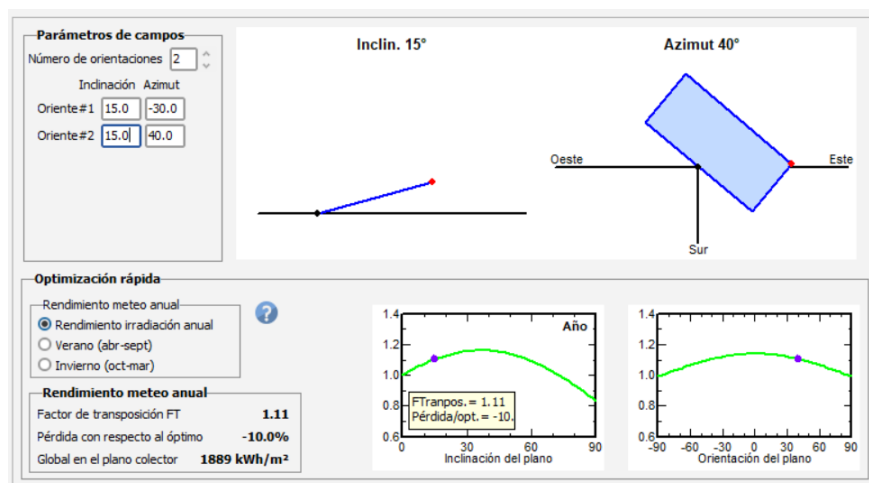 Parámetros de campos
Número de orientaciones 2
Inclinación Azimut
Oriente#1 15.0 -30.0
Oriente#2 15.0 40.0
Inclin. 15°
Azimut 40°
Oeste
Este
Sur
Optimización rápida
Rendimiento meteo anual
Rendimiento irradiación anual
Verano (abr-sept)
Invierno (oct-mar)
?
Rendimiento meteo anual
Factor de transposición FT 1.11
Pérdida con respecto al óptimo -10.0%
Global en el plano colector 1889 kWh/m²
Año
1.4
1.2
1.0
0.8
0.6
FTranpos. = 1.11
Pérdida/opt. = -10.
0 30 60 90
Inclinación del plano
1.4
1.2
1.0
0.8
0.6
-90 -60 -30 0 30 60 90
Orientación del plano